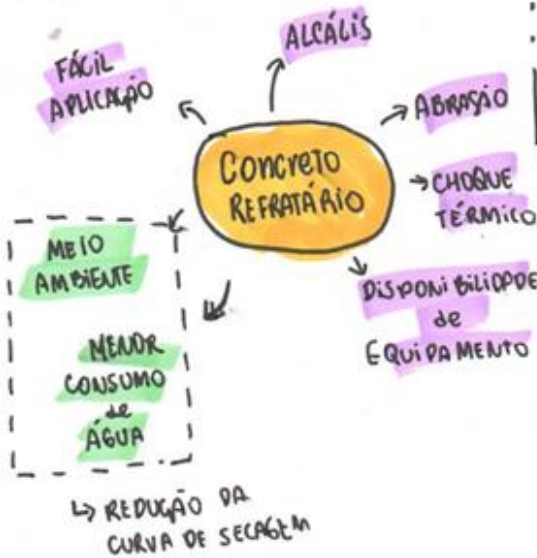 ALCÁLIS
FÁCIL
APLICAÇÃO
ABRASÃO
CONCRETO
REFRATÁRIO
CHOQUE
TÉRMICO
DISPONIBILIDADE
de
EQUIPAMENTO
MEIO
AMBIENTE
MENOR
CONSUMO
de
ÁGUA
↳ REDUÇÃO DA
CURVA DE SECAGEM